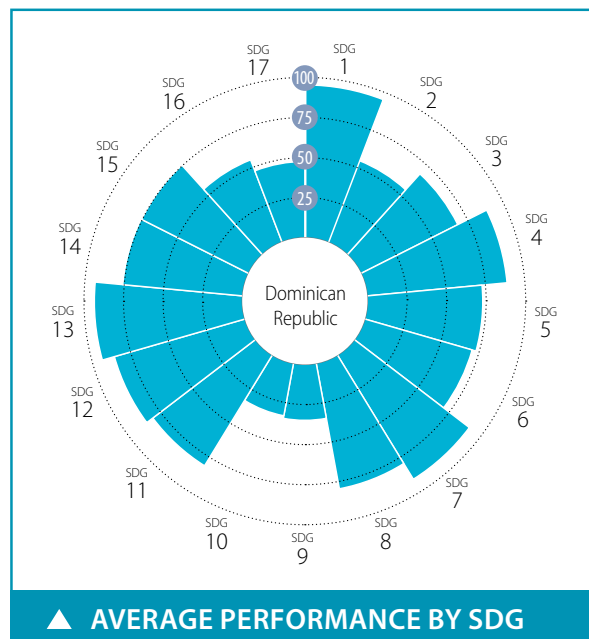 SDG
1
SDG
2
SDG
3
SDG
4
SDG
5
SDG
6
SDG
7
SDG
8
SDG
9
SDG
10
SDG
11
SDG
12
SDG
13
SDG
14
SDG
15
SDG
16
SDG
17
100
75
50
25
Dominican
Republic
AVERAGE PERFORMANCE BY SDG